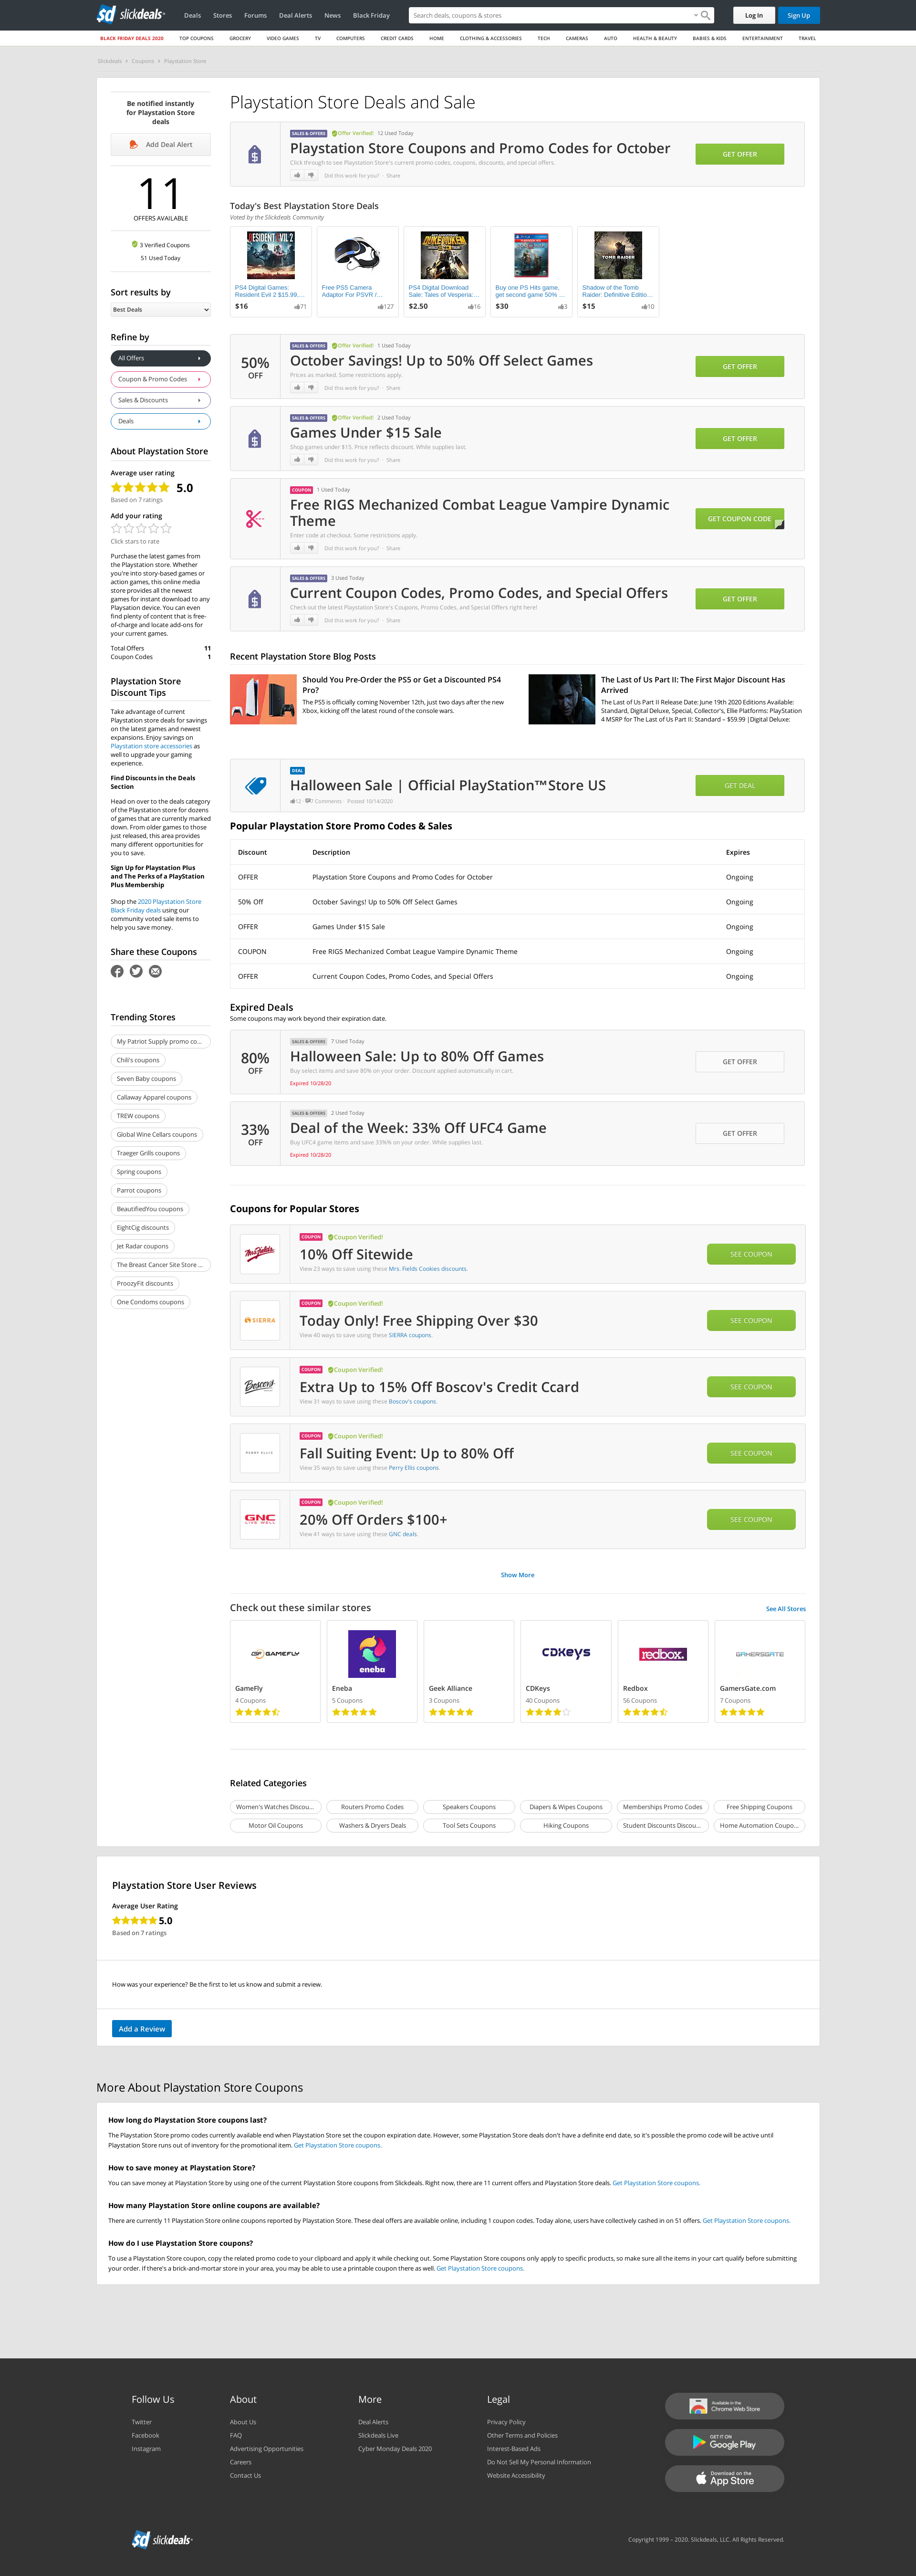 sd slickdeals
Deals Stores Forums Deal Alerts News Black Friday
Search deals, coupons & stores
Log In
Sign Up
BLACK FRIDAY DEALS 2020 TOP COUPONS GROCERY VIDEO GAMES TV COMPUTERS CREDIT CARDS HOME CLOTHING & ACCESSORIES TECH CAMERAS AUTO HEALTH & BEAUTY BABIES & KIDS ENTERTAINMENT TRAVEL
Slickdeals Coupons Playstation Store
Be notified instantly
for Playstation Store
deals
Add Deal Alert
11
OFFERS AVAILABLE
3 Verified Coupons
51 Used Today
Sort results by
Best Deals
Refine by
All Offers
Coupon & Promo Codes
Sales & Discounts
Deals
About Playstation Store
Average user rating
5.0
Based on 7 ratings
Add your rating
Click stars to rate
Purchase the latest games from
the Playstation store. Whether
you're into story-based games or
action games, this online media
store provides all the newest
games for instant download to any
Playsation device. You can even
find plenty of content that is free-
of-charge and locate add-ons for
your current games.
Total Offers 11
Coupon Codes 1
Playstation Store
Discount Tips
Take advantage of current
Playstation store deals for savings
on the latest games and newest
expansions. Enjoy savings on
Playstation store accessories as
well to upgrade your gaming
experience.
Find Discounts in the Deals
Section
Head on over to the deals category
of the Playstation store for dozens
of games that are currently marked
down. From older games to those
just released, this area provides
many different opportunities for
you to save.
Sign Up for Playstation Plus
and The Perks of a PlayStation
Plus Membership
Shop the 2020 Playstation Store
Black Friday deals using our
community voted sale items to
help you save money.
Share these Coupons
Trending Stores
My Patriot Supply promo co...
Chili's coupons
Seven Baby coupons
Callaway Apparel coupons
TREW coupons
Global Wine Cellars coupons
Traeger Grills coupons
Spring coupons
Parrot coupons
BeautifiedYou coupons
EightCig discounts
Jet Radar coupons
The Breast Cancer Site Store ...
ProozyFit discounts
One Condoms coupons
Playstation Store Deals and Sale
SALES & OFFERS Offer Verified! 12 Used Today
Playstation Store Coupons and Promo Codes for October
Click through to see Playstation Store's current promo codes, coupons, discounts, and special offers.
Did this work for you? · Share
GET OFFER
Today's Best Playstation Store Deals
Voted by the Slickdeals Community
RESIDENT EVIL 2
PS4 Digital Games:
Resident Evil 2 $15.99,...
$16 71
Free PS5 Camera
Adaptor For PSVR /...
127
DUKE NUKEM
PS4 Digital Download
Sale: Tales of Vesperia:...
$2.50 16
Buy one PS Hits game,
get second game 50% ...
$30 3
TOMB RAIDER
Shadow of the Tomb
Raider: Definitive Editio...
$15 10
50%
OFF
SALES & OFFERS Offer Verified! 1 Used Today
October Savings! Up to 50% Off Select Games
Prices as marked. Some restrictions apply.
Did this work for you? · Share
GET OFFER
SALES & OFFERS Offer Verified! 2 Used Today
Games Under $15 Sale
Shop games under $15. Price reflects discount. While supplies last.
Did this work for you? · Share
GET OFFER
COUPON 1 Used Today
Free RIGS Mechanized Combat League Vampire Dynamic
Theme
Enter code at checkout. Some restrictions apply.
Did this work for you? · Share
GET COUPON CODE
SALES & OFFERS 3 Used Today
Current Coupon Codes, Promo Codes, and Special Offers
Check out the latest Playstation Store's Coupons, Promo Codes, and Special Offers right here!
Did this work for you? · Share
GET OFFER
Recent Playstation Store Blog Posts
Should You Pre-Order the PS5 or Get a Discounted PS4
Pro?
The PS5 is officially coming November 12th, just two days after the new
Xbox, kicking off the latest round of the console wars.
The Last of Us Part II: The First Major Discount Has
Arrived
The Last of Us Part II Release Date: June 19th 2020 Editions Available:
Standard, Digital Deluxe, Special, Collector's, Ellie Platforms: PlayStation
4 MSRP for The Last of Us Part II: Standard – $59.99 |Digital Deluxe:
DEAL
Halloween Sale | Official PlayStation™Store US
12 7 Comments · Posted 10/14/2020
GET DEAL
Popular Playstation Store Promo Codes & Sales
Discount Description Expires
OFFER Playstation Store Coupons and Promo Codes for October Ongoing
50% Off October Savings! Up to 50% Off Select Games Ongoing
OFFER Games Under $15 Sale Ongoing
COUPON Free RIGS Mechanized Combat League Vampire Dynamic Theme Ongoing
OFFER Current Coupon Codes, Promo Codes, and Special Offers Ongoing
Expired Deals
Some coupons may work beyond their expiration date.
80%
OFF
SALES & OFFERS 7 Used Today
Halloween Sale: Up to 80% Off Games
Buy select items and save 80% on your order. Discount applied automatically in cart.
Expired 10/28/20
GET OFFER
33%
OFF
SALES & OFFERS 2 Used Today
Deal of the Week: 33% Off UFC4 Game
Buy UFC4 game items and save 33%% on your order. While supplies last.
Expired 10/28/20
GET OFFER
Coupons for Popular Stores
Mrs. Fields
COUPON Coupon Verified!
10% Off Sitewide
View 23 ways to save using these Mrs. Fields Cookies discounts.
SEE COUPON
SIERRA
COUPON Coupon Verified!
Today Only! Free Shipping Over $30
View 40 ways to save using these SIERRA coupons.
SEE COUPON
Boscov's
COUPON Coupon Verified!
Extra Up to 15% Off Boscov's Credit Ccard
View 31 ways to save using these Boscov's coupons.
SEE COUPON
PERRY ELLIS
COUPON Coupon Verified!
Fall Suiting Event: Up to 80% Off
View 35 ways to save using these Perry Ellis coupons.
SEE COUPON
GNC
LIVE WELL
COUPON Coupon Verified!
20% Off Orders $100+
View 41 ways to save using these GNC deals.
SEE COUPON
Show More
Check out these similar stores
See All Stores
GAMEFLY
GameFly
4 Coupons
eneba
Eneba
5 Coupons
Geek Alliance
3 Coupons
CDKEYS
CDKeys
40 Coupons
redbox.
Redbox
56 Coupons
GAMERSGATE
GamersGate.com
7 Coupons
Related Categories
Women's Watches Discou... Routers Promo Codes Speakers Coupons Diapers & Wipes Coupons Memberships Promo Codes Free Shipping Coupons
Motor Oil Coupons Washers & Dryers Deals Tool Sets Coupons Hiking Coupons Student Discounts Discou... Home Automation Coupo...
Playstation Store User Reviews
Average User Rating
5.0
Based on 7 ratings
How was your experience? Be the first to let us know and submit a review.
Add a Review
More About Playstation Store Coupons
How long do Playstation Store coupons last?
The Playstation Store promo codes currently available end when Playstation Store set the coupon expiration date. However, some Playstation Store deals don't have a definite end date, so it's possible the promo code will be active until
Playstation Store runs out of inventory for the promotional item. Get Playstation Store coupons.
How to save money at Playstation Store?
You can save money at Playstation Store by using one of the current Playstation Store coupons from Slickdeals. Right now, there are 11 current offers and Playstation Store deals. Get Playstation Store coupons.
How many Playstation Store online coupons are available?
There are currently 11 Playstation Store online coupons reported by Playstation Store. These deal offers are available online, including 1 coupon codes. Today alone, users have collectively cashed in on 51 offers. Get Playstation Store coupons.
How do I use Playstation Store coupons?
To use a Playstation Store coupon, copy the related promo code to your clipboard and apply it while checking out. Some Playstation Store coupons only apply to specific products, so make sure all the items in your cart qualify before submitting
your order. If there's a brick-and-mortar store in your area, you may be able to use a printable coupon there as well. Get Playstation Store coupons.
Follow Us
Twitter
Facebook
Instagram
About
About Us
FAQ
Advertising Opportunities
Careers
Contact Us
More
Deal Alerts
Slickdeals Live
Cyber Monday Deals 2020
Legal
Privacy Policy
Other Terms and Policies
Interest-Based Ads
Do Not Sell My Personal Information
Website Accessibility
Available in the
Chrome Web Store
GET IT ON
Google Play
Download on the
App Store
sd slickdeals
Copyright 1999 – 2020. Slickdeals, LLC. All Rights Reserved.